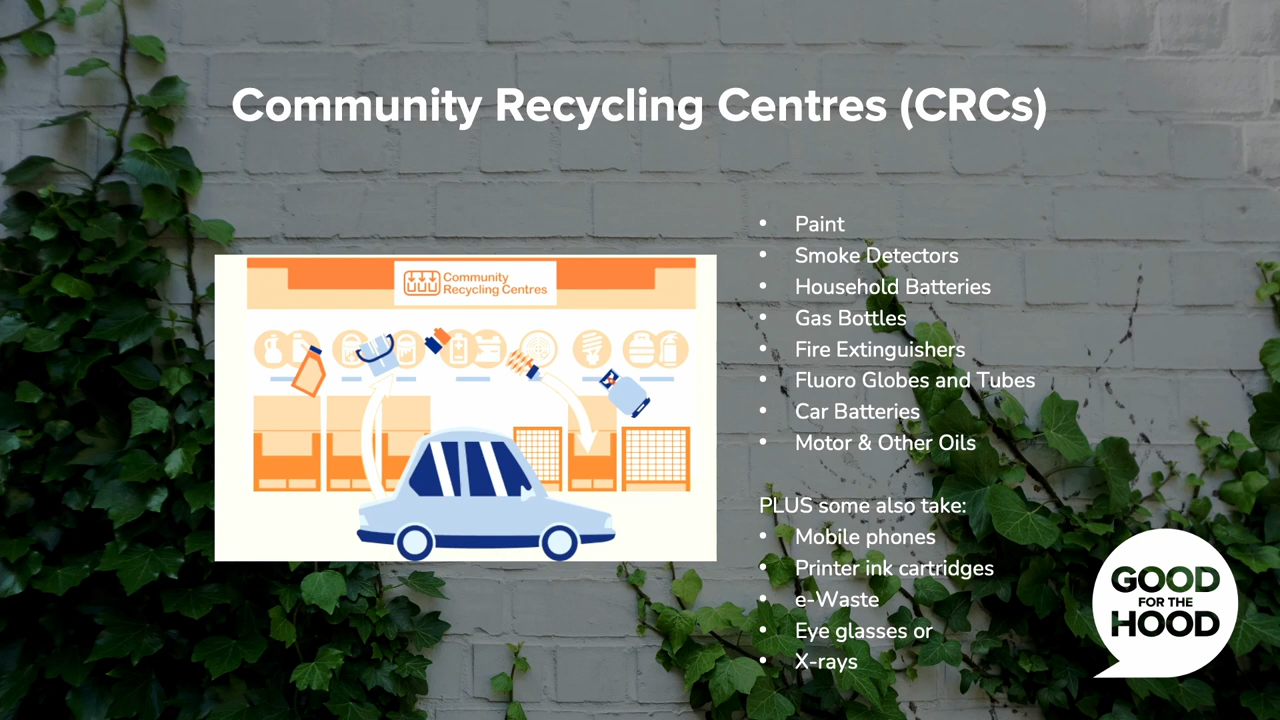 Community Recycling Centres (CRCs)
Community
Recycling Centres
• Paint
• Smoke Detectors
• Household Batteries
• Gas Bottles
• Fire Extinguishers
• Fluoro Globes and Tubes
• Car Batteries
• Motor & Other Oils
PLUS some also take:
• Mobile phones
• Printer ink cartridges
• e-Waste
• Eye glasses or
• X-rays
GOOD
FOR THE
HOOD